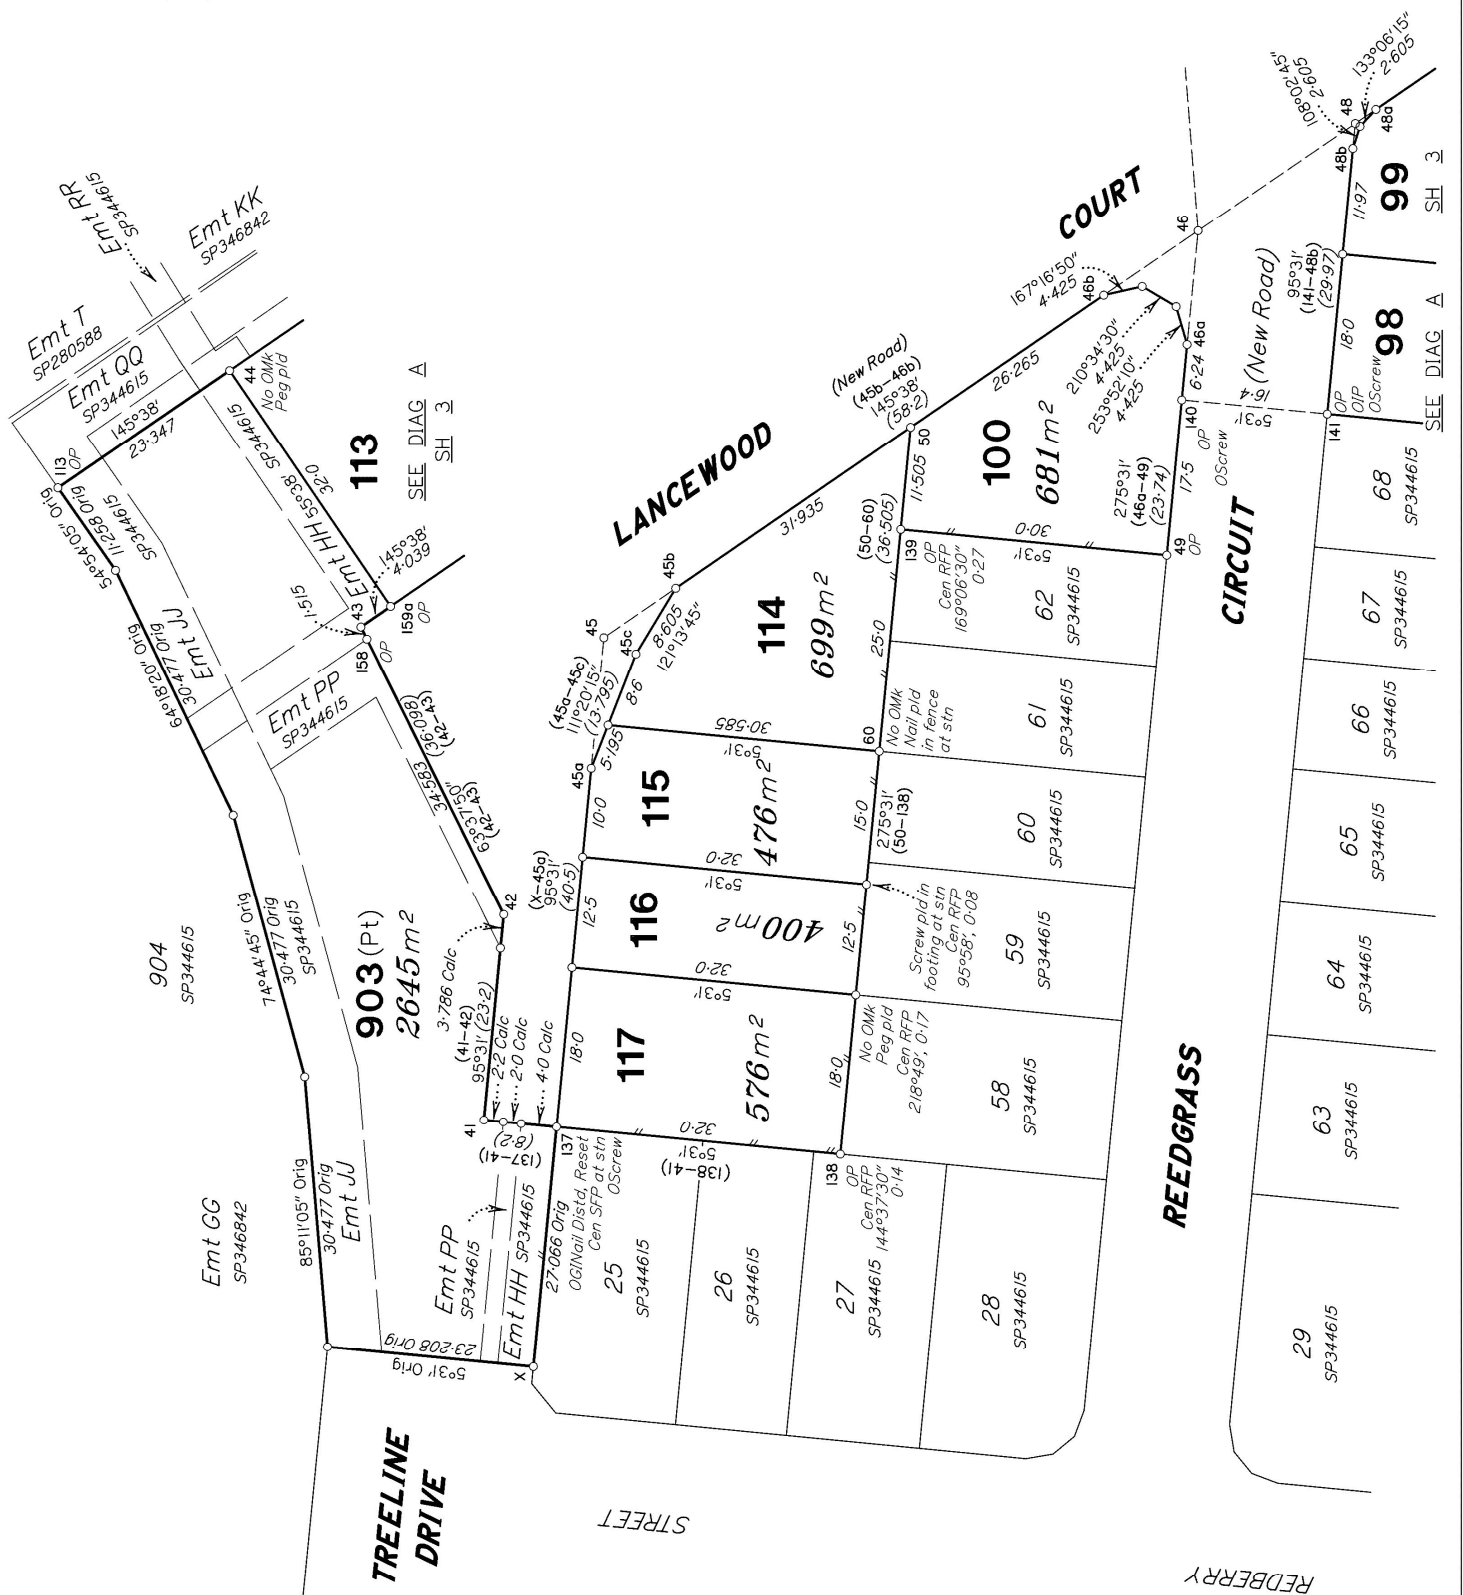 Emt RR
SP344615
Emt KK
SP346842
Emt T
SP280588
Emt QQ
SP344615
145°38'
23·347
113
OP
44
No OMk
Peg pld
54°54'05" Orig
11·258 Orig
SP344615
SP344615
Emt HH 55°38'
32·0
113
SEE DIAG A
SH 3
145°38'
4·039
159a
OP
43
1·515
158
OP
64°18'20" Orig
30·477 Orig
Emt JJ
Emt PP
SP344615
34·583
(36·098)
(42-43)
63°37'50"
(42-43)
904
SP344615
74°44'45" Orig
30·477 Orig
SP344615
903 (Pt)
2645 m²
42
3·786 Calc
(41-42)
95°31' (23·2)
2·2 Calc
2·0 Calc
4·0 Calc
41
(8·2)
(137-41)
Emt GG
SP346842
85°11'05" Orig
30·477 Orig
Emt JJ
Emt PP
SP344615
Emt HH SP344615
23·208 Orig
5°31' Orig
X
27·066 Orig
137
OGINail Distd, Reset
Cen SFP at stn
OScrew
TREELINE
DRIVE
STREET
REDBERRY
LANCEWOOD
COURT
(New Road)
(45b-46b)
145°38'
(58·2)
31·935
26·265
45
45b
45c
8·605
121°13'45"
(45a-45c)
111°20'15"
(13·795)
8·6
5·195
45a
10·0
(X-45a)
95°31'
(40·5)
12·5
18·0
114
699 m²
30·585
5°31'
115
476 m²
32·0
5°31'
116
400 m²
32·0
5°31'
117
576 m²
32·0
5°31'
(138-41)
138
OP
Cen RFP
144°37'30"
0·14
18·0
No OMk
Peg pld
Cen RFP
218°49', 0·17
12·5
Screw pld in
footing at stn
Cen RFP
95°58', 0·08
15·0
275°31'
(50-138)
60
No OMk
Nail pld
in fence
at stn
25·0
(50-60)
(36·505)
11·505
50
139
OP
Cen RFP
169°06'30"
0·27
30·0
5°31'
100
681 m²
167°16'50"
4·425
46b
46
210°34'30"
4·425
253°52'10"
4·425
46a
6·24
140
OP
OScrew
275°31'
(46a-49)
(23·74)
17·5
49
OP
16·4 (New Road)
5°31'
141
OP
OIP
OScrew
95°31'
(141-48b)
(29·97)
18·0
11·97
48b
48
48a
108°02'45"
2·605
133°06'15"
2·605
99
SH 3
98
SEE DIAG A
CIRCUIT
REEDGRASS
62
SP344615
61
SP344615
60
SP344615
59
SP344615
58
SP344615
25
SP344615
26
SP344615
27
SP344615
28
SP344615
29
SP344615
63
SP344615
64
SP344615
65
SP344615
66
SP344615
67
SP344615
68
SP344615